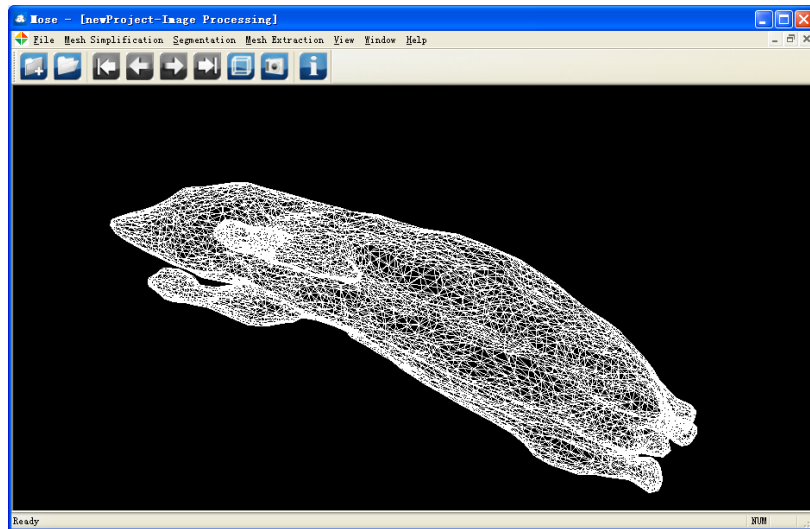 Mose - [newProject-Image Processing]
File Mesh Simplification Segmentation Mesh Extraction View Window Help
Ready NUM